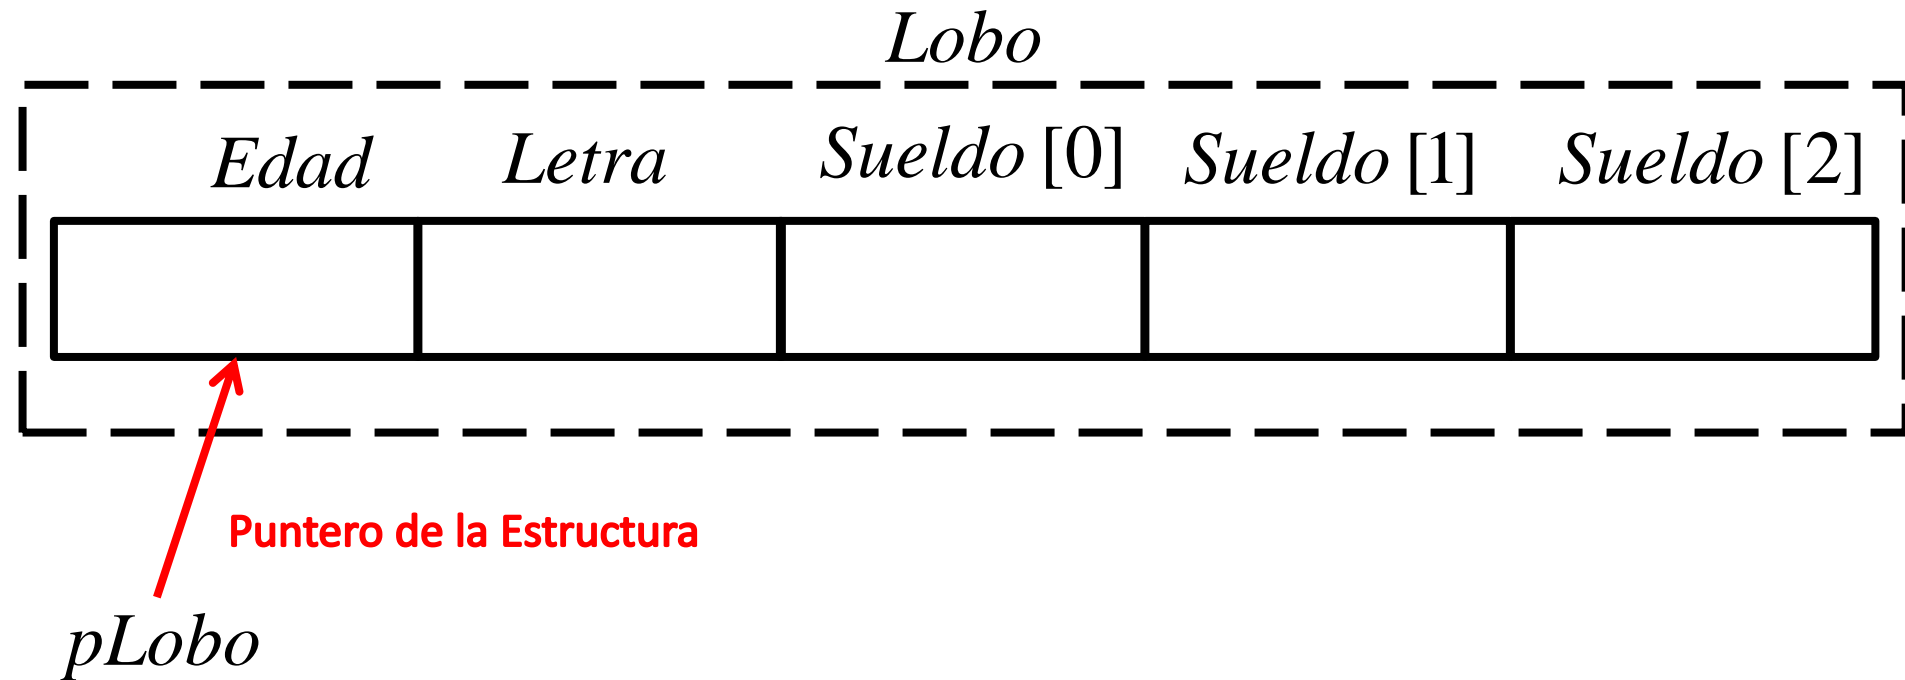 Lobo
Edad Letra Sueldo [0] Sueldo [1] Sueldo [2]
Puntero de la Estructura
pLobo